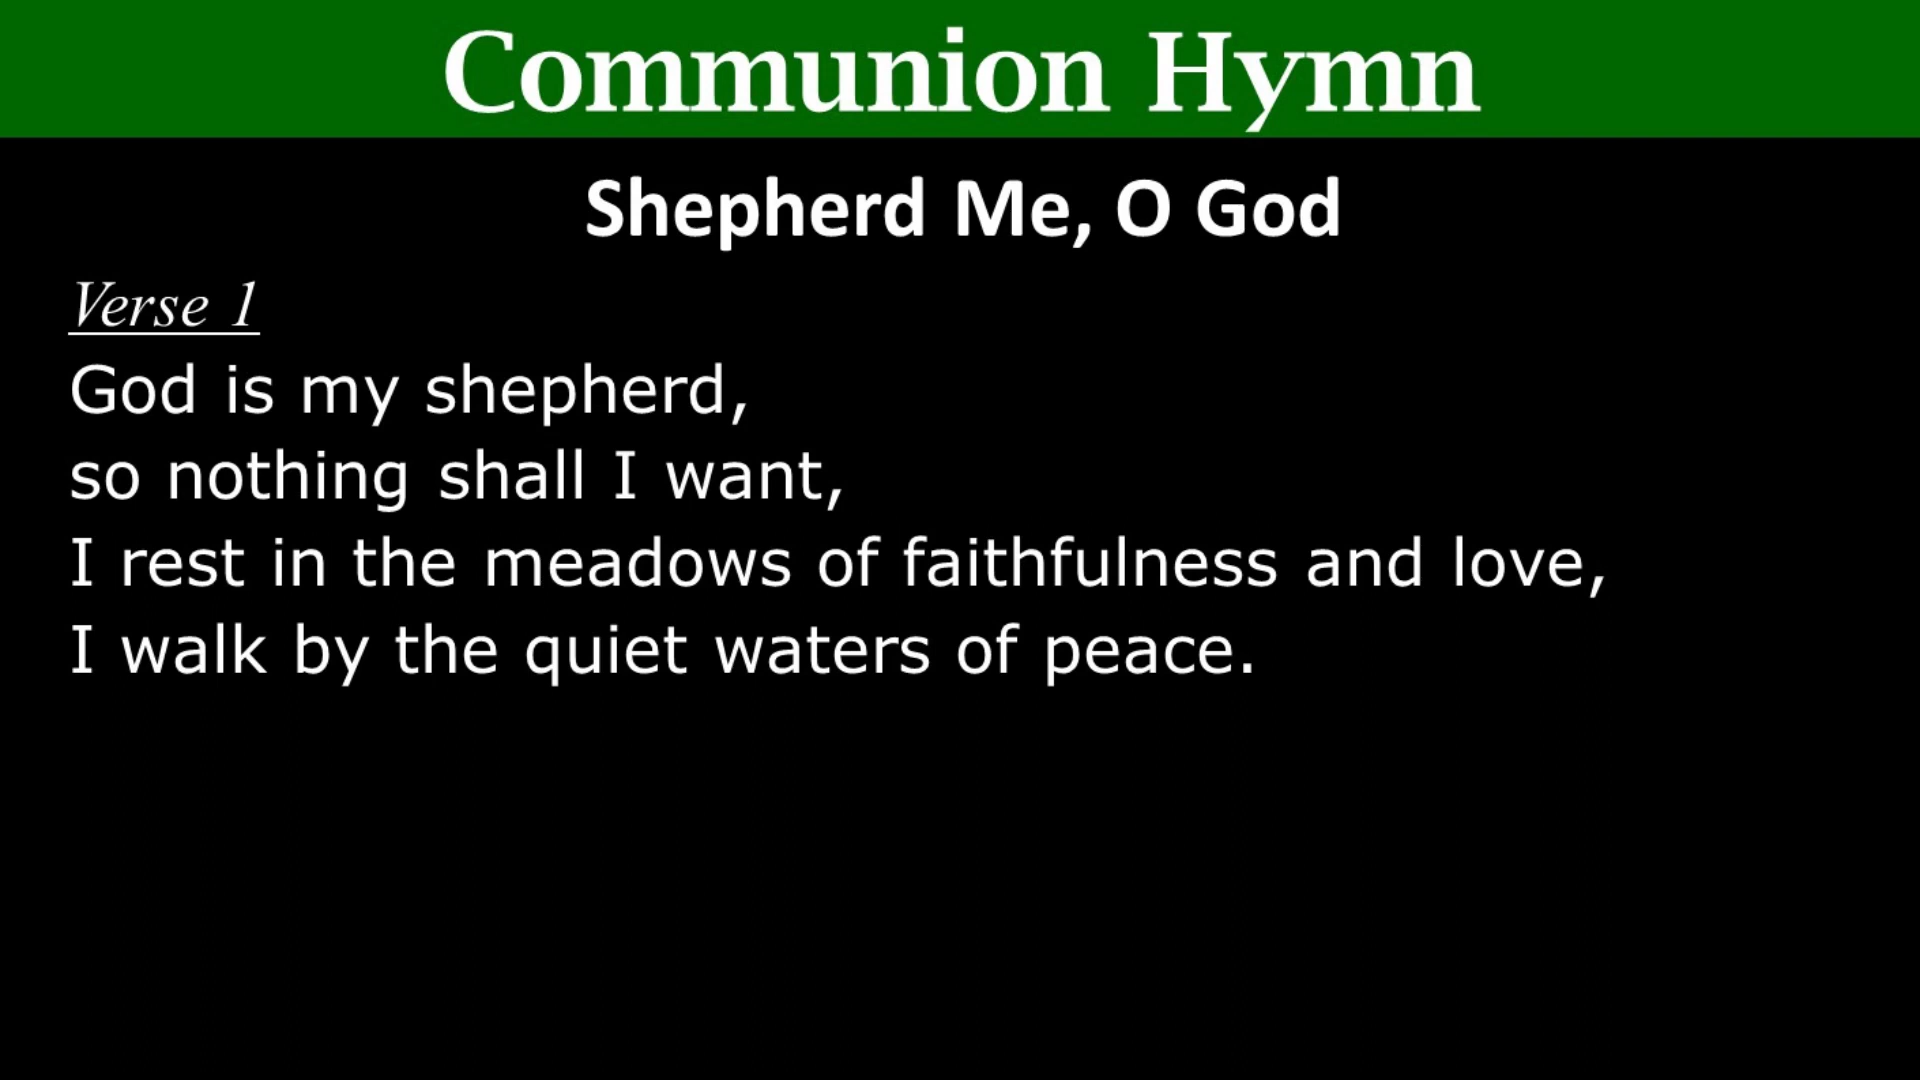 Communion Hymn
Shepherd Me, O God
Verse 1
God is my shepherd,
so nothing shall I want,
I rest in the meadows of faithfulness and love,
I walk by the quiet waters of peace.